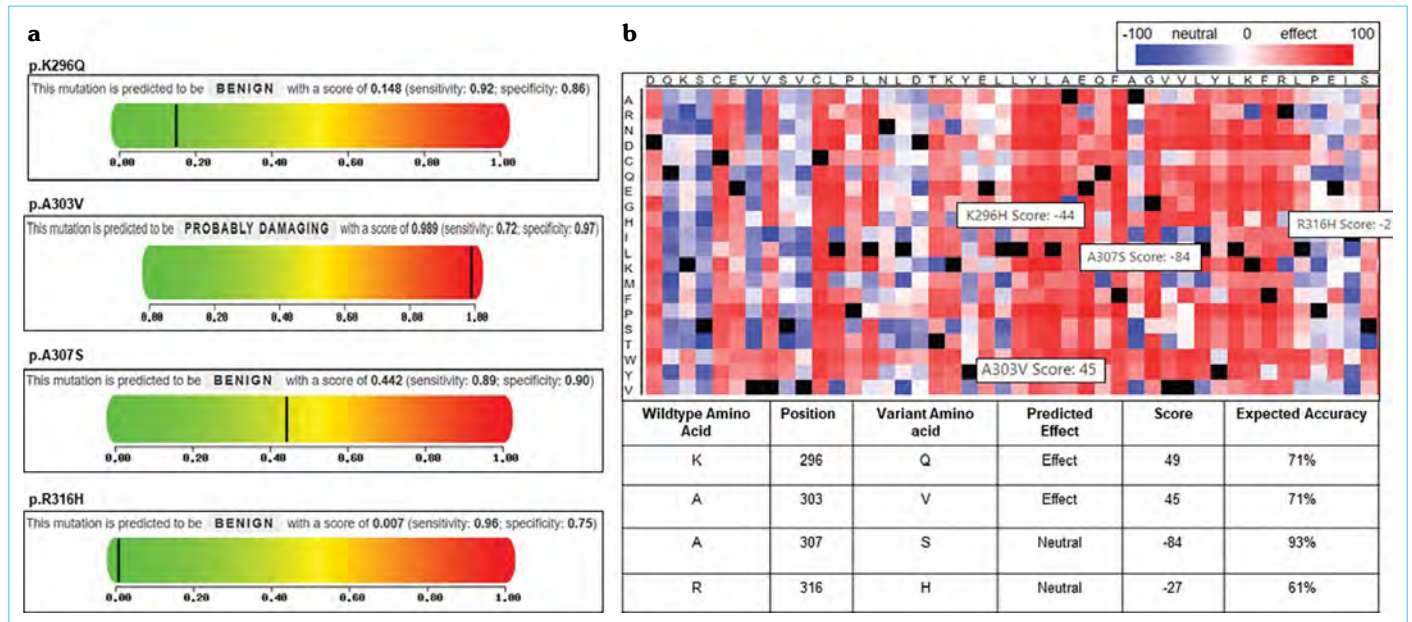 a
p.K296Q
This mutation is predicted to be BENIGN with a score of 0.148 (sensitivity: 0.92; specificity: 0.86)
0.00 0.20 0.40 0.60 0.80 1.00
p.A303V
This mutation is predicted to be PROBABLY DAMAGING with a score of 0.989 (sensitivity: 0.72; specificity: 0.97)
0.00 0.20 0.40 0.60 0.80 1.00
p.A307S
This mutation is predicted to be BENIGN with a score of 0.442 (sensitivity: 0.89; specificity: 0.90)
0.00 0.20 0.40 0.60 0.80 1.00
p.R316H
This mutation is predicted to be BENIGN with a score of 0.007 (sensitivity: 0.96; specificity: 0.75)
0.00 0.20 0.40 0.60 0.80 1.00
b
-100 neutral 0 effect 100
D Q K S C E V V S V C L P L N L D T K Y E L L Y L A E Q F A G V V L Y L K F R L P E L S
A
R
N
D
C
Q
E
G
H
I
L
K
M
F
P
S
T
W
Y
V
K296H Score: -44
R316H Score: -2
A307S Score: -84
A303V Score: 45
Wildtype Amino Acid Position Variant Amino acid Predicted Effect Score Expected Accuracy
K 296 Q Effect 49 71%
A 303 V Effect 45 71%
A 307 S Neutral -84 93%
R 316 H Neutral -27 61%